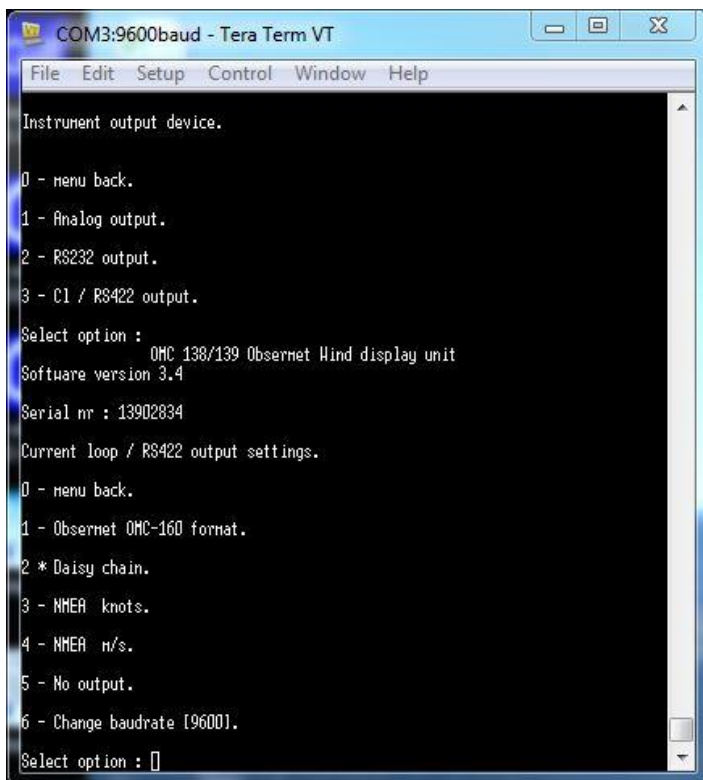 COM3:9600baud - Tera Term VT
File Edit Setup Control Window Help
Instrument output device.
0 - menu back.
1 - Analog output.
2 - RS232 output.
3 - Cl / RS422 output.
Select option :
OMC 138/139 Obsermet Wind display unit
Software version 3.4
Serial nr : 13902834
Current loop / RS422 output settings.
0 - menu back.
1 - Obsermet OMC-160 format.
2 * Daisy chain.
3 - NMEA knots.
4 - NMEA m/s.
5 - No output.
6 - Change baudrate [9600].
Select option :